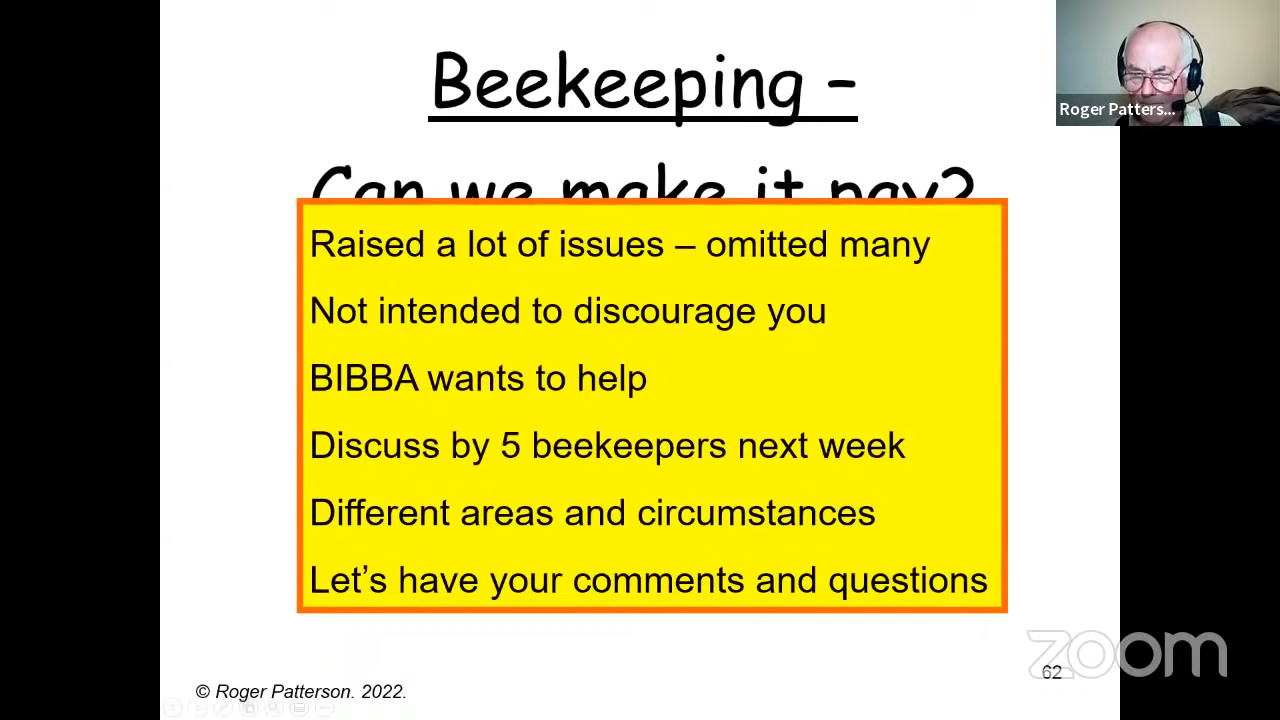 Beekeeping –
Can we make it pay?
Raised a lot of issues – omitted many
Not intended to discourage you
BIBBA wants to help
Discuss by 5 beekeepers next week
Different areas and circumstances
Let’s have your comments and questions
© Roger Patterson. 2022.
62
zoom
Roger Patters...